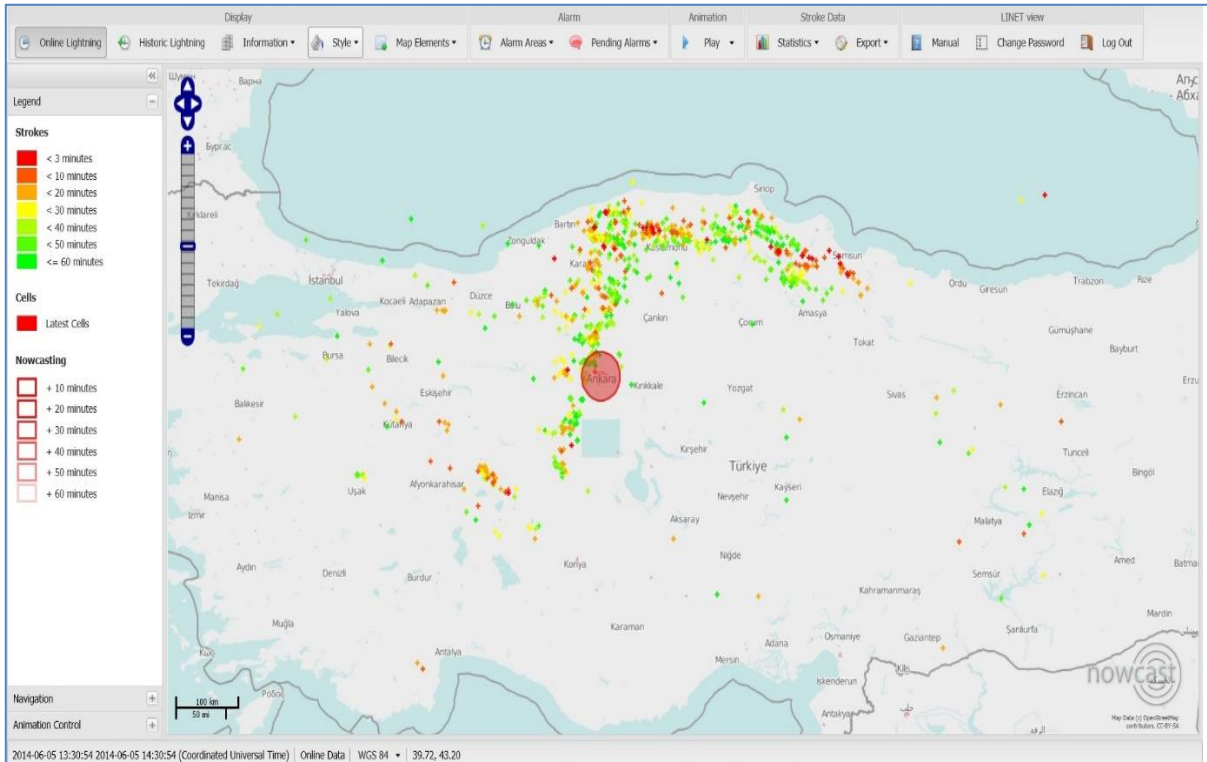 Display
Alarm
Animation
Stroke Data
LINET view
Online Lightning
Historic Lightning
Information
Style
Map Elements
Alarm Areas
Pending Alarms
Play
Statistics
Export
Manual
Change Password
Log Out
Legend
Strokes
< 3 minutes
< 10 minutes
< 20 minutes
< 30 minutes
< 40 minutes
< 50 minutes
<= 60 minutes
Cells
Latest Cells
Nowcasting
+ 10 minutes
+ 20 minutes
+ 30 minutes
+ 40 minutes
+ 50 minutes
+ 60 minutes
Navigation
Animation Control
Варна
Бургас
Sinop
Bartın
Zonguldak
Kastamonu
Samsun
Tekirdağ
İstanbul
Kocaeli
Adapazarı
Düzce
Bolu
Ordu
Giresun
Trabzon
Rize
Yalova
Çankırı
Çorum
Amasya
Gümüşhane
Tokat
Bayburt
Bursa
Bilecik
Ankara
Kırıkkale
Yozgat
Eskişehir
Sivas
Erzincan
Balıkesir
Kütahya
Kırşehir
Tunceli
Türkiye
Bingöl
Uşak
Afyonkarahisar
Kayseri
Elazığ
Manisa
Nevşehir
İzmir
Aksaray
Malatya
Niğde
Konya
Amed
Aydın
Denizli
Burdur
Semsûr
Kahramanmaraş
Mardin
Muğla
Karaman
Şanlıurfa
Adana
Osmaniye
Gaziantep
Antalya
Mersin
Kilis
İskenderun
Antakya
Κως
Ρόδος
حلب
100 km
50 mi
nowcast
Map Data (c) OpenStreetMap
contributors, CC-BY-SA
2014-06-05 13:30:54 2014-06-05 14:30:54 (Coordinated Universal Time) Online Data WGS 84 39.72, 43.20